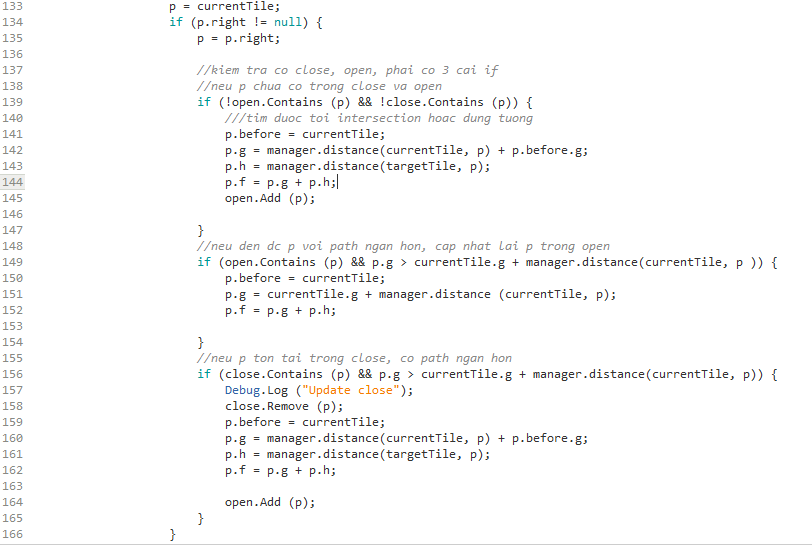 133 p = currentTile;
134 if (p.right != null) {
135 p = p.right;
136
137 //kiem tra co close, open, phai co 3 cai if
138 //neu p chua co trong close va open
139 if (!open.Contains (p) && !close.Contains (p)) {
140 ///tim duoc toi intersection hoac dung tuong
141 p.before = currentTile;
142 p.g = manager.distance(currentTile, p) + p.before.g;
143 p.h = manager.distance(targetTile, p);
144 p.f = p.g + p.h;
145 open.Add (p);
146
147 }
148 //neu den dc p voi path ngan hon, cap nhat lai p trong open
149 if (open.Contains (p) && p.g > currentTile.g + manager.distance(currentTile, p )) {
150 p.before = currentTile;
151 p.g = currentTile.g + manager.distance (currentTile, p);
152 p.f = p.g + p.h;
153
154 }
155 //neu p ton tai trong close, co path ngan hon
156 if (close.Contains (p) && p.g > currentTile.g + manager.distance(currentTile, p)) {
157 Debug.Log ("Update close");
158 close.Remove (p);
159 p.before = currentTile;
160 p.g = manager.distance(currentTile, p) + p.before.g;
161 p.h = manager.distance(targetTile, p);
162 p.f = p.g + p.h;
163
164 open.Add (p);
165 }
166 }